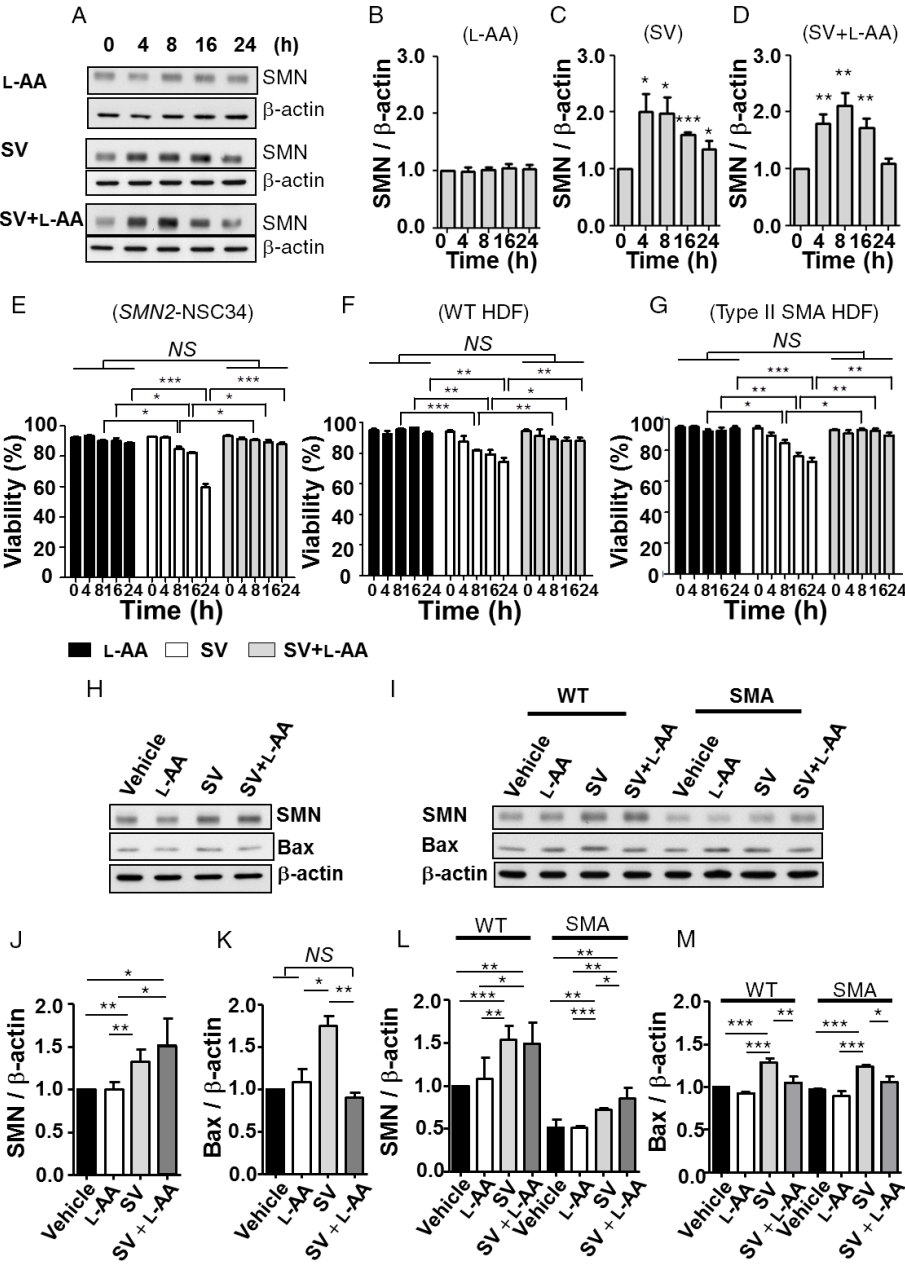 A
0 4 8 16 24 (h)
L-AA
SMN
β-actin
SV
SMN
β-actin
SV+L-AA
SMN
β-actin
B
(L-AA)
SMN / β-actin
3.0
2.0
1.0
0.0
0 4 8 16 24
Time (h)
C
(SV)
SMN / β-actin
3.0
2.0
1.0
0.0
* * *** *
0 4 8 16 24
Time (h)
D
(SV+L-AA)
SMN / β-actin
3.0
2.0
1.0
0.0
** ** **
0 4 8 16 24
Time (h)
E
(SMN2-NSC34)
NS
*** ***
* *
* *
Viability (%)
100
80
60
40
20
0
0 4 8 16 24 0 4 8 16 24 0 4 8 16 24
Time (h)
F
(WT HDF)
NS
** **
** *
*** **
Viability (%)
100
80
60
40
20
0
0 4 8 16 24 0 4 8 16 24 0 4 8 16 24
Time (h)
G
(Type II SMA HDF)
NS
*** **
** **
* *
Viability (%)
100
80
60
40
20
0
0 4 8 16 24 0 4 8 16 24 0 4 8 16 24
Time (h)
L-AA SV SV+L-AA
H
Vehicle L-AA SV SV+L-AA
SMN
Bax
β-actin
I
WT SMA
Vehicle L-AA SV SV+L-AA Vehicle L-AA SV SV+L-AA
SMN
Bax
β-actin
J
*
*
**
**
SMN / β-actin
2.0
1.5
1.0
0.5
0.0
Vehicle L-AA SV SV + L-AA
K
NS
* **
Bax / β-actin
2.0
1.5
1.0
0.5
0.0
Vehicle L-AA SV SV + L-AA
L
WT SMA
**
**
** *
*** **
** ***
*
SMN / β-actin
2.0
1.5
1.0
0.5
0.0
Vehicle L-AA SV SV + L-AA Vehicle L-AA SV SV + L-AA
M
WT SMA
*** ** *** *
*** ***
Bax / β-actin
2.0
1.5
1.0
0.5
0.0
Vehicle L-AA SV SV + L-AA Vehicle L-AA SV SV + L-AA